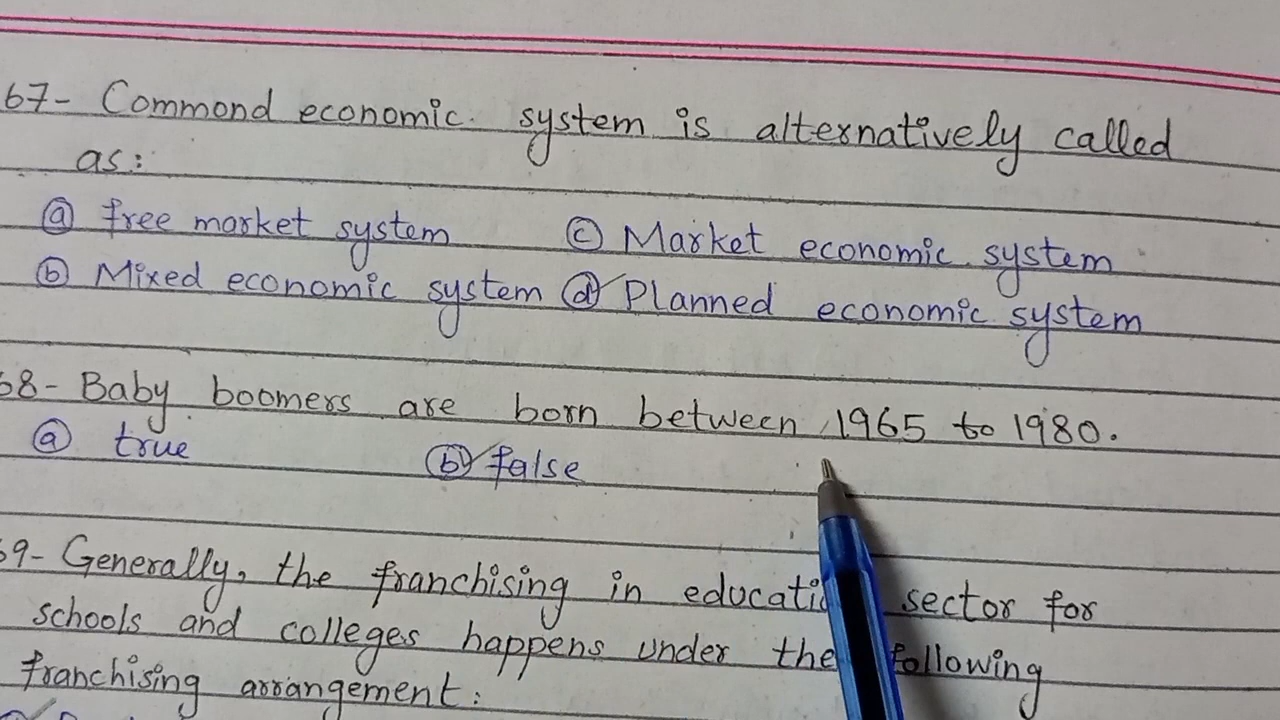 67- Commond economic system is alternatively called
as:
ⓐ free market system ⓒ Market economic system
ⓑ Mixed economic system ⓓ Planned economic system
68- Baby boomers are born between 1965 to 1980.
ⓐ true ⓑ false
69- Generally, the franchising in education sector for
schools and colleges happens under the following
franchising arrangement: